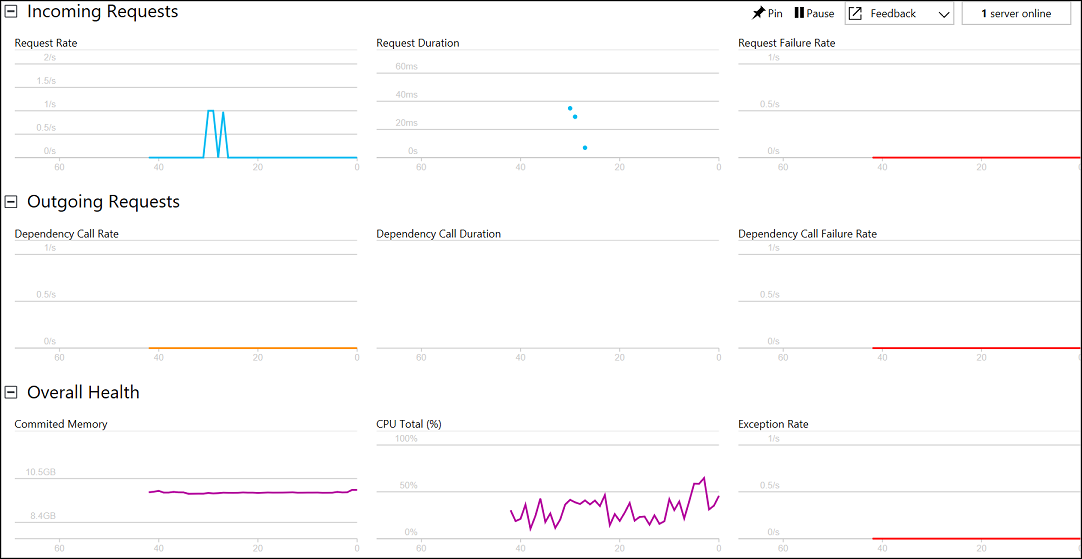 Incoming Requests
Pin Pause Feedback 1 server online
Request Rate Request Duration Request Failure Rate
2/s 60ms 1/s
1.5/s
1/s 40ms 0.5/s
0.5/s 20ms
0/s 0s 0/s
60 40 20 0 60 40 20 0 60 40 20 0
Outgoing Requests
Dependency Call Rate Dependency Call Duration Dependency Call Failure Rate
1/s 1/s
0.5/s 0.5/s
0/s 0/s
60 40 20 0 60 40 20 0 60 40 20 0
Overall Health
Commited Memory CPU Total (%) Exception Rate
100% 1/s
10.5GB 50% 0.5/s
8.4GB 0% 0/s
60 40 20 0 60 40 20 0 60 40 20 0